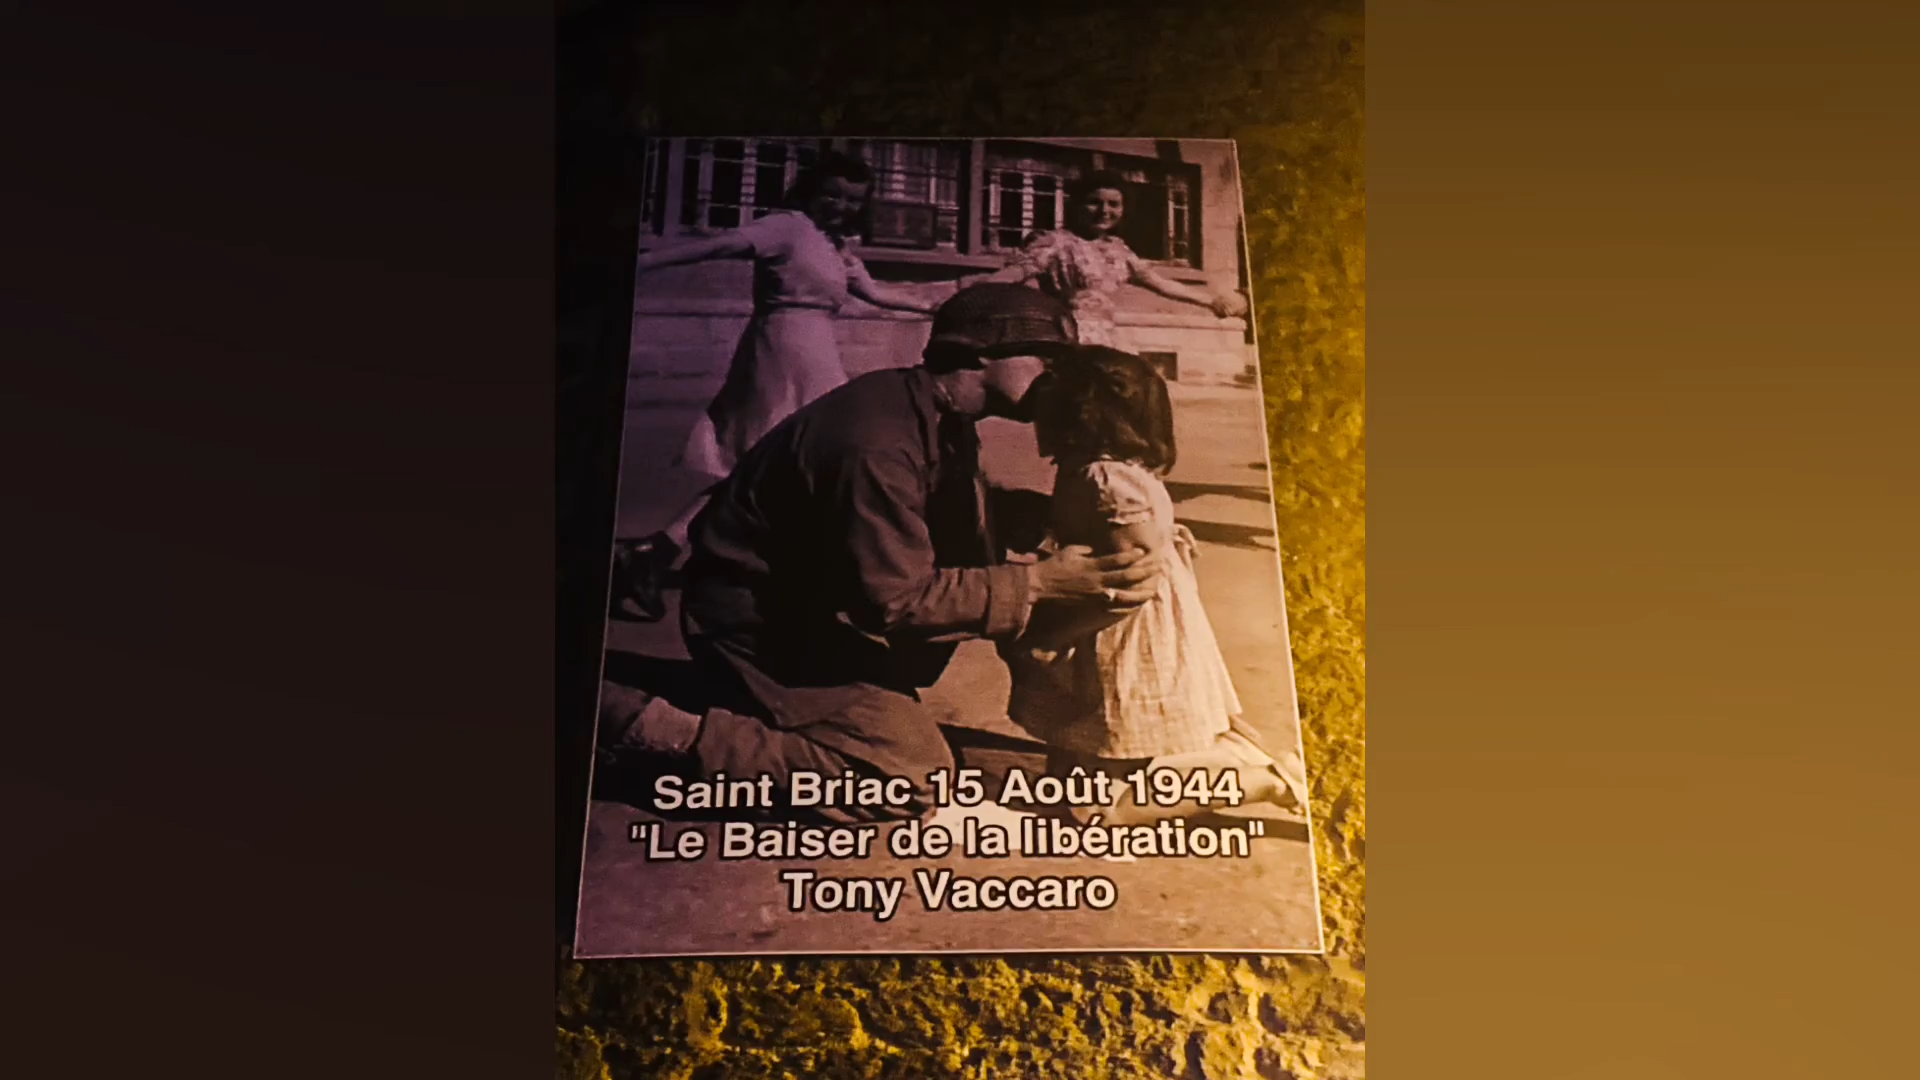 Saint Briac 15 Août 1944
"Le Baiser de la libération"
Tony Vaccaro